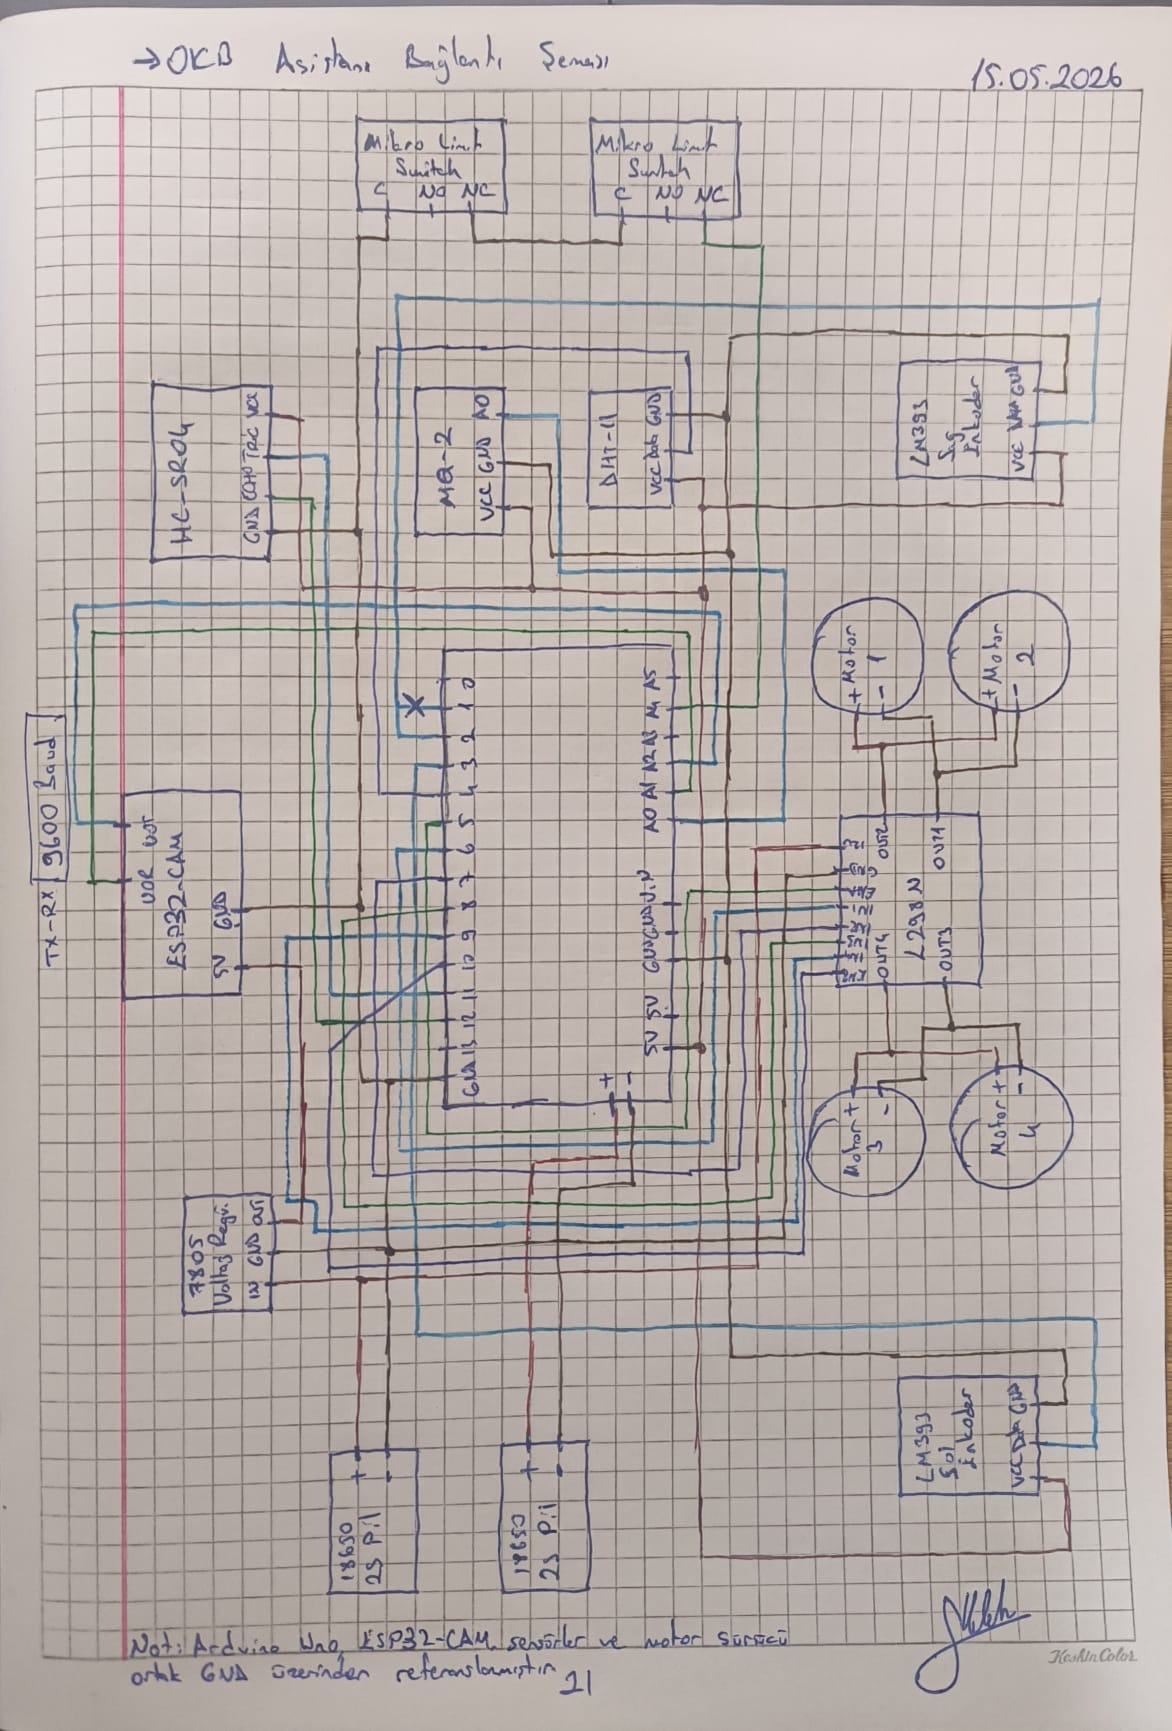 →OKB Asistanı Bağlantı Şeması
15.05.2026
Mikro Limit
Switch
C NO NC
Mikro Limit
Switch
C NO NC
HC-SR04
VCC
TRIG
ECHO
GND
MQ-2
A0
GND
VCC
DHT-11
GND
Data
VCC
LM393
Sağ
Enkoder
GND
DATA
VCC
+ Motor
- 1
+ Motor
- 2
0
1
2
3
4
5
6
7
8
9
10
11
12
13
GND
A5
A4
A3
A2
A1
A0
VIN
GND
GND
5V
5V
+
-
TX-RX 9600 Baud
UOR UOT
ESP32-CAM
5V GND
L298N
OUT2
OUT1
OUT4
OUT3
Motor +
3 -
Motor +
4 -
7805
Voltaj Regü.
IN GND OUT
18650
2S Pil
+
-
18650
2S Pil
+
-
LM393
Sol
Enkoder
GND
Data
VCC
Not: Arduino Uno, ESP32-CAM, sensörler ve motor sürücü
ortak GND üzerinden referanslanmıştır
21
KeskinColor